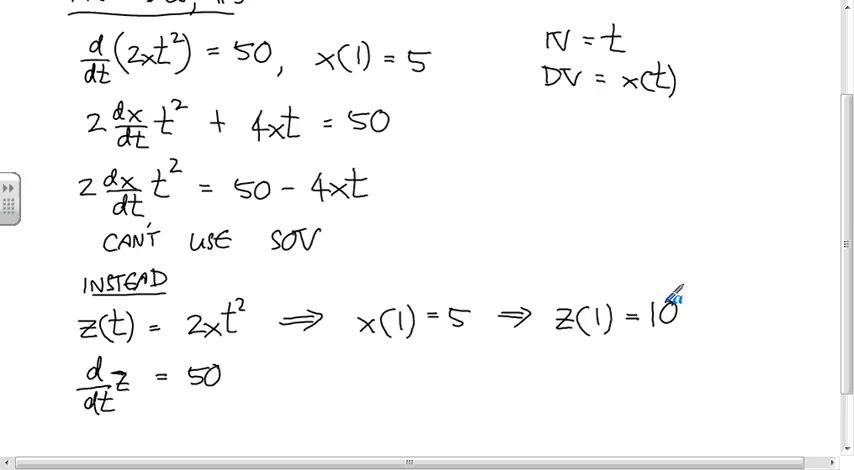 d/dt (2xt²) = 50, x(1) = 5
IV = t
DV = x(t)
2 dx/dt t² + 4xt = 50
2 dx/dt t² = 50 - 4xt
CAN'T USE SOV
INSTEAD
z(t) = 2xt² ⟹ x(1) = 5 ⟹ z(1) = 10
d/dt z = 50